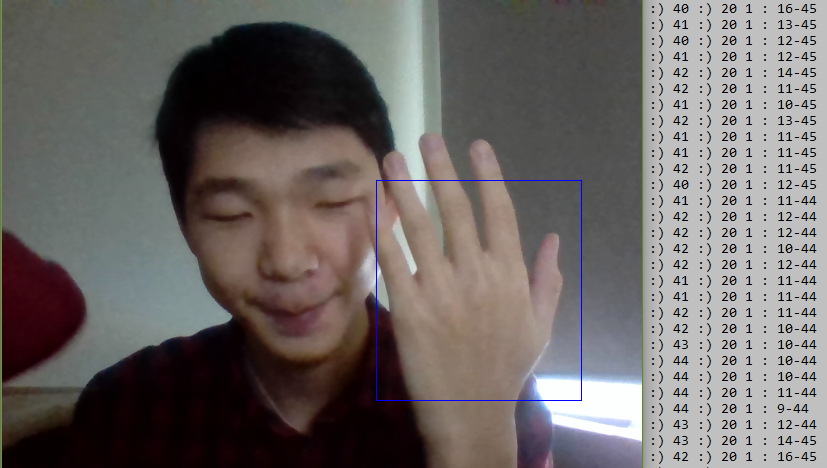 :) 40 :) 20 1 : 16-45
:) 41 :) 20 1 : 13-45
:) 40 :) 20 1 : 12-45
:) 41 :) 20 1 : 12-45
:) 42 :) 20 1 : 14-45
:) 42 :) 20 1 : 11-45
:) 41 :) 20 1 : 10-45
:) 42 :) 20 1 : 13-45
:) 41 :) 20 1 : 11-45
:) 41 :) 20 1 : 11-45
:) 42 :) 20 1 : 11-45
:) 40 :) 20 1 : 12-45
:) 41 :) 20 1 : 11-44
:) 42 :) 20 1 : 12-44
:) 42 :) 20 1 : 12-44
:) 42 :) 20 1 : 10-44
:) 42 :) 20 1 : 12-44
:) 41 :) 20 1 : 11-44
:) 41 :) 20 1 : 11-44
:) 42 :) 20 1 : 11-44
:) 42 :) 20 1 : 10-44
:) 43 :) 20 1 : 10-44
:) 44 :) 20 1 : 10-44
:) 44 :) 20 1 : 10-44
:) 44 :) 20 1 : 11-44
:) 44 :) 20 1 : 9-44
:) 43 :) 20 1 : 12-44
:) 43 :) 20 1 : 14-45
:) 42 :) 20 1 : 16-45